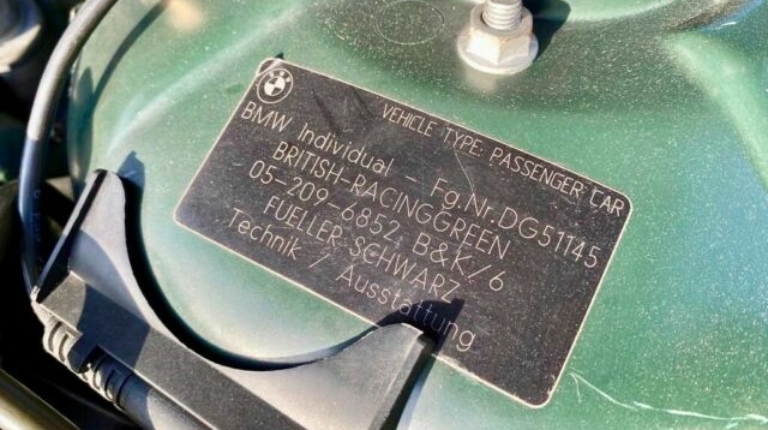 BMW
VEHICLE TYPE: PASSENGER CAR
BMW Individual - Fg.Nr.DG51145
BRITISH-RACINGGREEN
05-209-6852 B&K/6
FUELLER SCHWARZ
Technik / Ausstattung